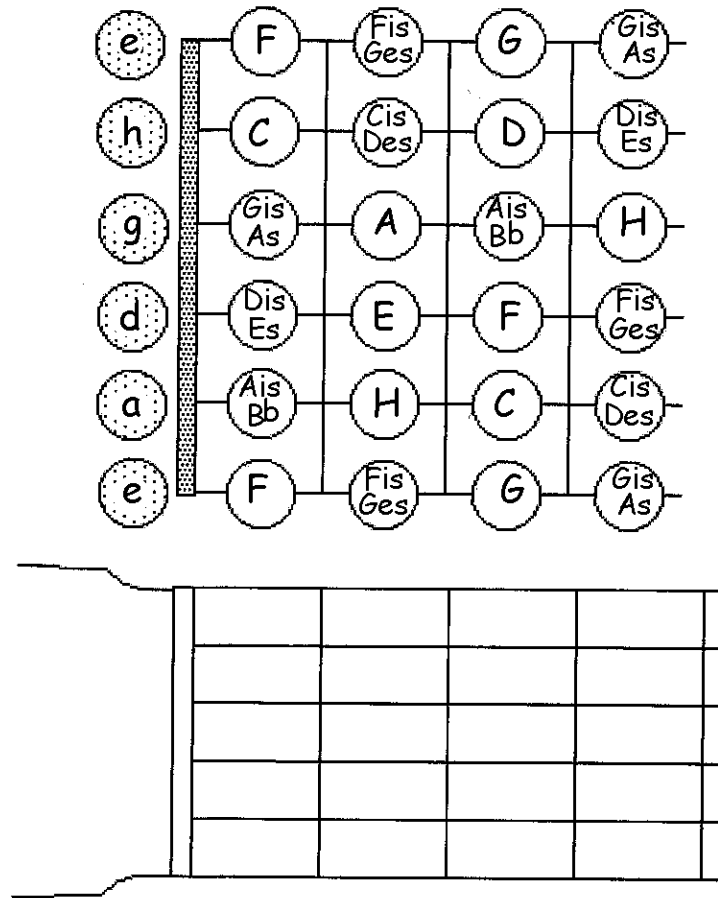 e F Fis Ges G Gis As
h C Cis Des D Dis Es
g Gis As A Ais Bb H
d Dis Es E F Fis Ges
a Ais Bb H C Cis Des
e F Fis Ges G Gis As